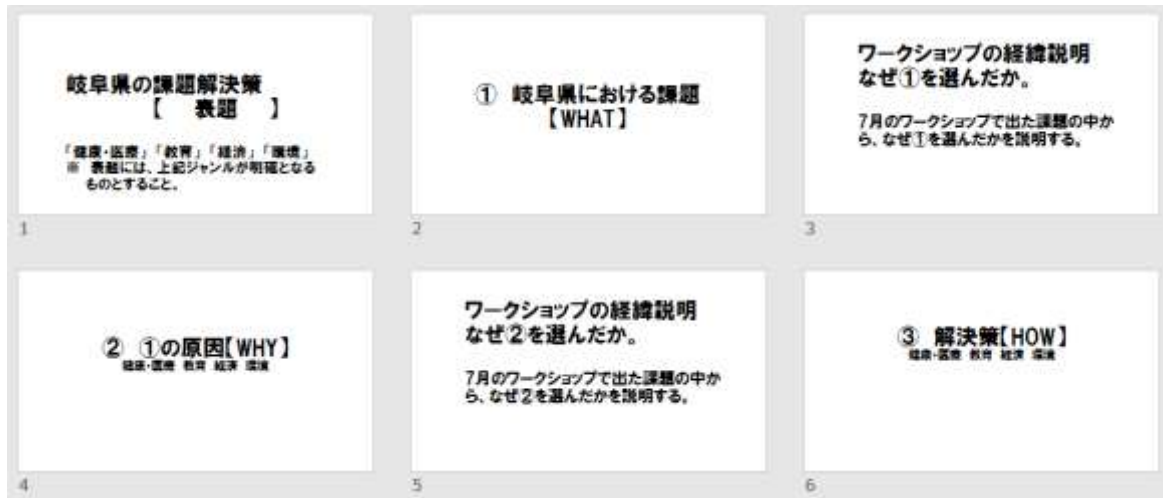 岐阜県の課題解決策
【　表題　】
「健康・医療」「教育」「経済」「環境」
※　表題には、上記ジャンルが明確となる
ものとすること。
1
①　岐阜県における課題
【WHAT】
2
ワークショップの経緯説明
なぜ①を選んだか。
7月のワークショップで出た課題の中か
ら、なぜ①を選んだかを説明する。
3
②　①の原因【WHY】
健康・医療　教育　経済　環境
4
ワークショップの経緯説明
なぜ②を選んだか。
7月のワークショップで出た課題の中か
ら、なぜ②を選んだかを説明する。
5
③　解決策【HOW】
健康・医療　教育　経済　環境
6